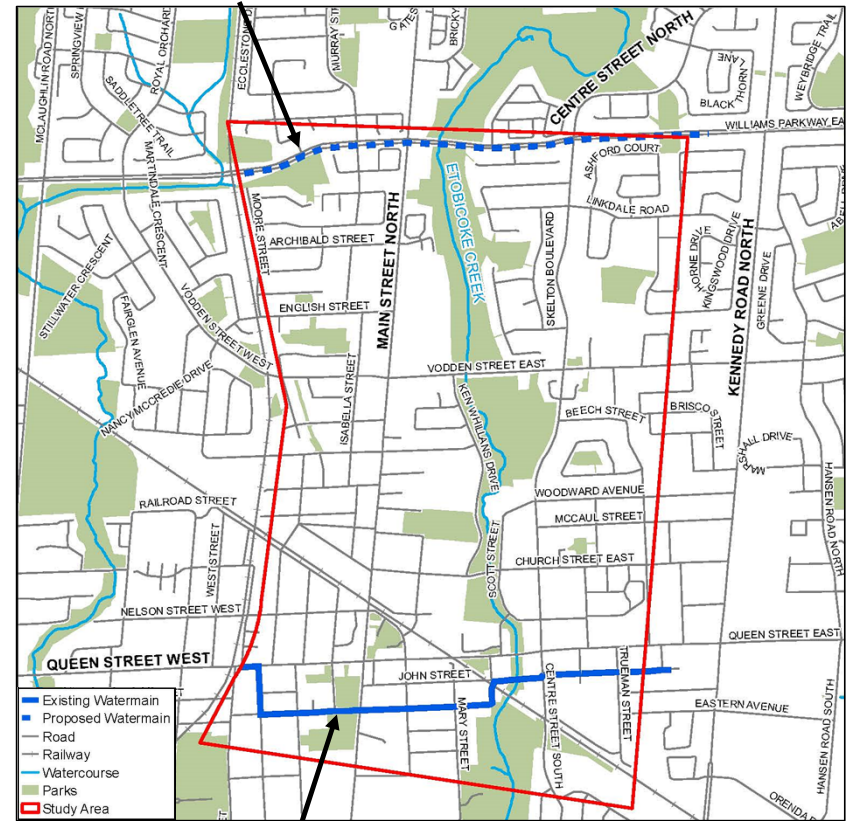 MCLAUGHLIN ROAD NORTH
SPRINGVIEW
ROYAL ORCHARD
SADDLETREE TRAIL
MARTINDALE CRESCENT
ECCLESTON
MURRAY ST
GATES
BRICKY
CENTRE STREET NORTH
LANE
THORN
BLACK
WEYBRIDGE TRAIL
WILLIAMS PARKWAY EA
ASHFORD COURT
MOORE STREET
ETOBICOKE CREEK
LINKDALE ROAD
ARCHIBALD STREET
MAIN STREET NORTH
SKELTON BOULEVARD
HORNE DRIVE
KINGSWOOD DRIVE
GREENE DRIVE
KENNEDY ROAD NORTH
ABELL
STILLWATER CRESCENT
FAIRGLEN AVENUE
VODDEN STREET WEST
ENGLISH STREET
VODDEN STREET EAST
NANCY MCCREDIE DRIVE
ISABELLA STREET
KEN WHILLANS DRIVE
BEECH STREET
BRISCO STREET
MARSHALL DRIVE
HANSEN ROAD NORTH
RAILROAD STREET
WEST STREET
WOODWARD AVENUE
MCCAUL STREET
CHURCH STREET EAST
SCOTT STREET
NELSON STREET WEST
QUEEN STREET EAST
QUEEN STREET WEST
JOHN STREET
MARY STREET
CENTRE STREET SOUTH
TRUEMAN STREET
EASTERN AVENUE
HANSEN ROAD SOUTH
ORENDA
Existing Watermain
Proposed Watermain
Road
Railway
Watercourse
Parks
Study Area